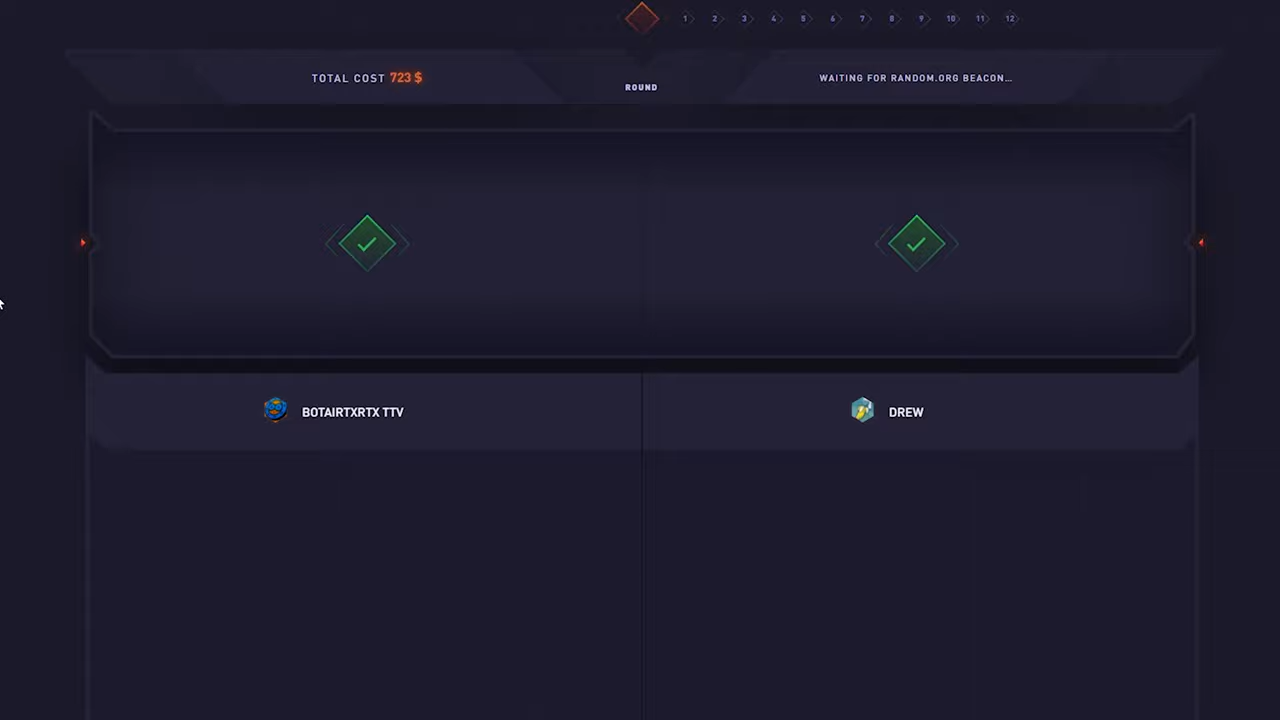 1 2 3 4 5 6 7 8 9 10 11 12
TOTAL COST 723 $
ROUND
WAITING FOR RANDOM.ORG BEACON...
BOTAIRTXRTX TTV
DREW